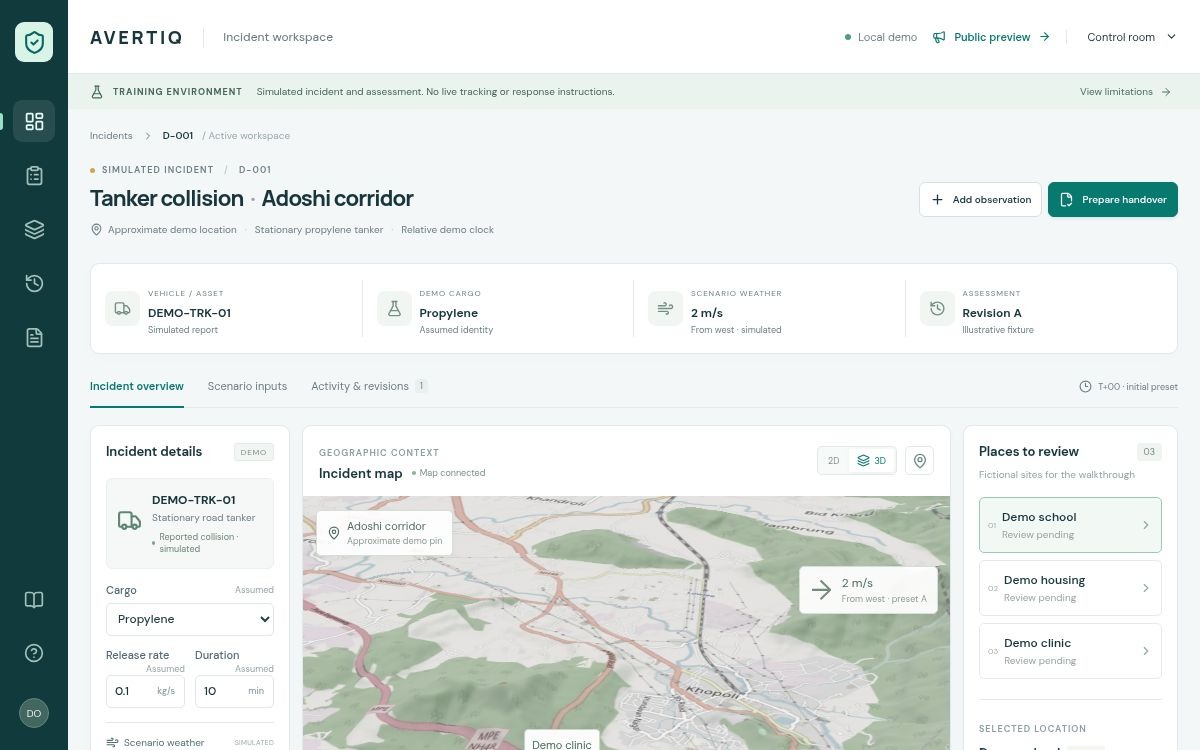 AVERTIQ
Incident workspace
Local demo
Public preview
Control room
TRAINING ENVIRONMENT
Simulated incident and assessment. No live tracking or response instructions.
View limitations
Incidents
D-001
/ Active workspace
SIMULATED INCIDENT / D-001
Tanker collision · Adoshi corridor
Add observation
Prepare handover
Approximate demo location · Stationary propylene tanker · Relative demo clock
VEHICLE / ASSET
DEMO-TRK-01
Simulated report
DEMO CARGO
Propylene
Assumed identity
SCENARIO WEATHER
2 m/s
From west · simulated
ASSESSMENT
Revision A
Illustrative fixture
Incident overview
Scenario inputs
Activity & revisions 1
T+00 · initial preset
Incident details
DEMO
DEMO-TRK-01
Stationary road tanker
Reported collision ·
simulated
Cargo
Assumed
Propylene
Release rate
Assumed
0.1 kg/s
Duration
Assumed
10 min
Scenario weather
SIMULATED
GEOGRAPHIC CONTEXT
Incident map
Map connected
2D
3D
Adoshi corridor
Approximate demo pin
2 m/s
From west · preset A
Khandroli
Tambrung
Khopoli
MPE
NH48
Demo clinic
Places to review
03
Fictional sites for the walkthrough
01
Demo school
Review pending
02
Demo housing
Review pending
03
Demo clinic
Review pending
SELECTED LOCATION
DO